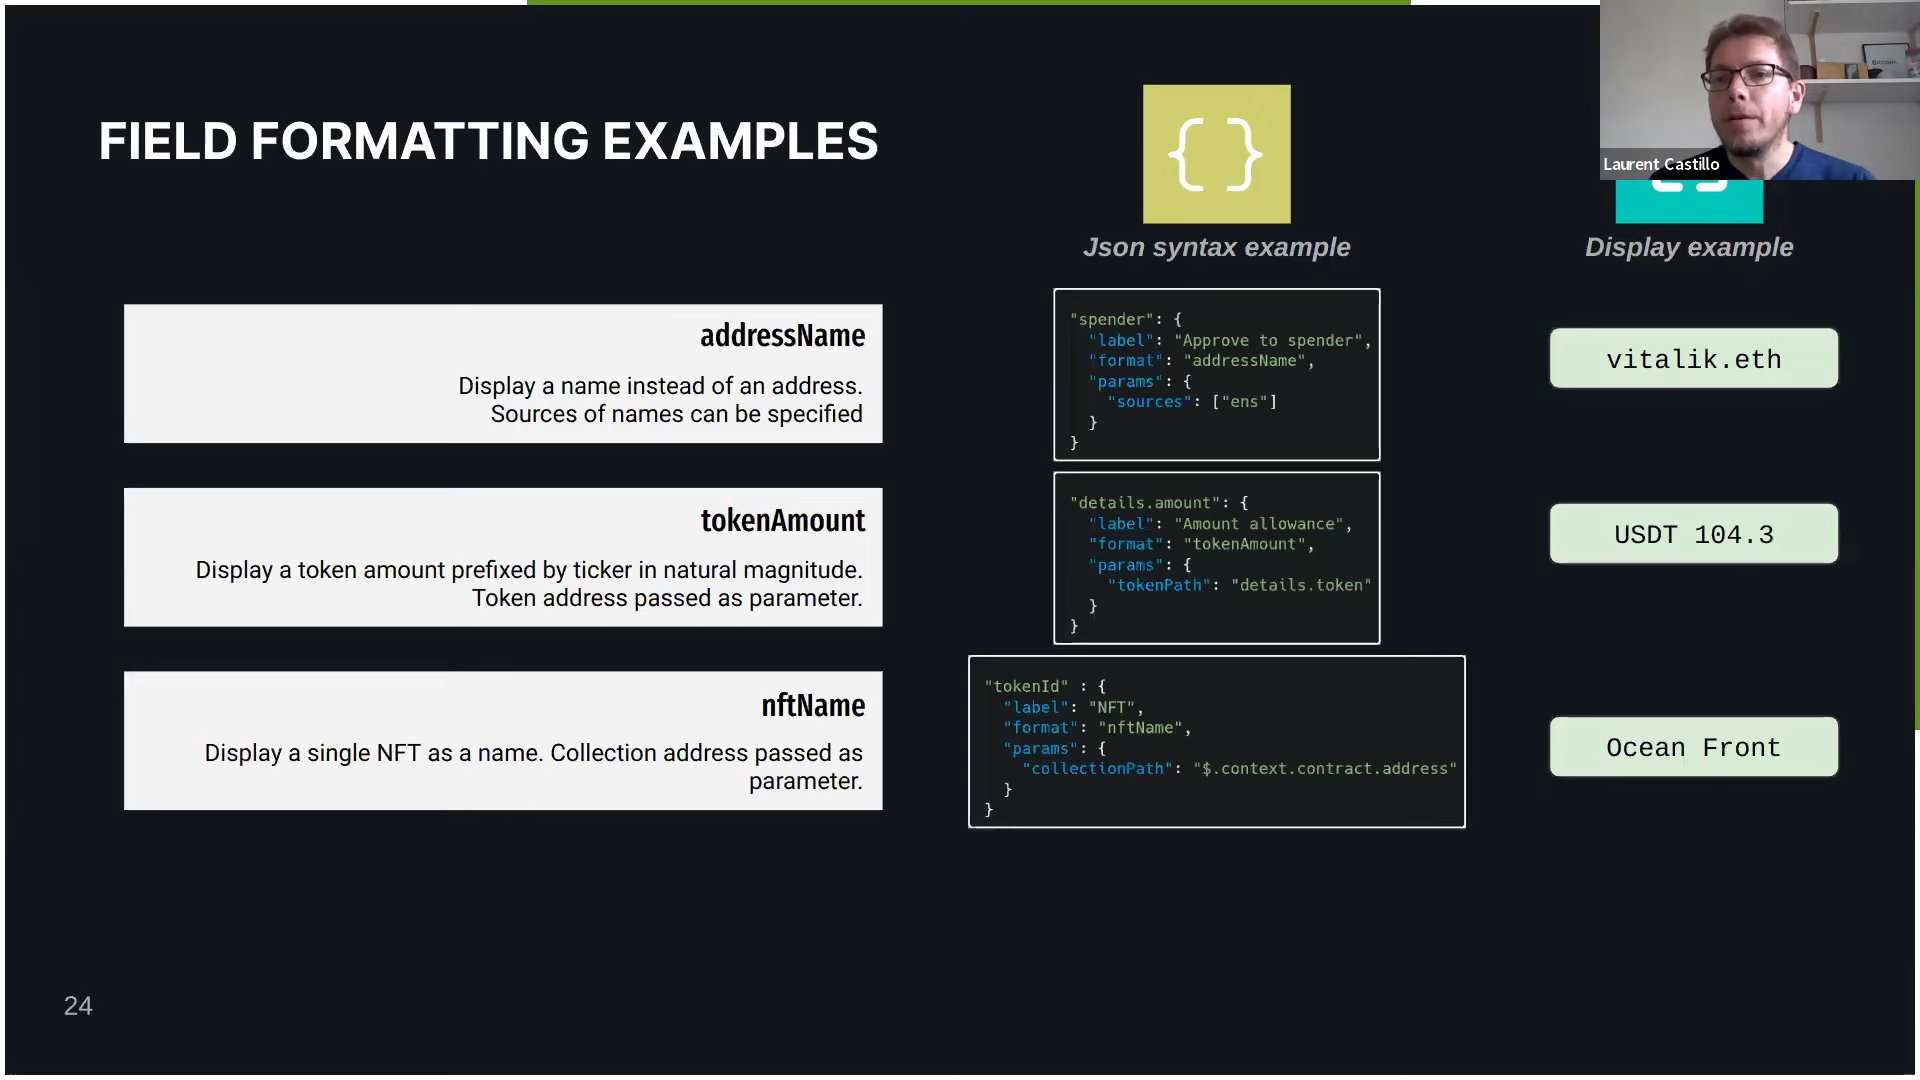 FIELD FORMATTING EXAMPLES
{ }
Bitcoin
Laurent Castillo
Json syntax example
Display example
addressName
Display a name instead of an address.
Sources of names can be specified
"spender": {
"label": "Approve to spender",
"format": "addressName",
"params": {
"sources": ["ens"]
}
}
vitalik.eth
tokenAmount
Display a token amount prefixed by ticker in natural magnitude.
Token address passed as parameter.
"details.amount": {
"label": "Amount allowance",
"format": "tokenAmount",
"params": {
"tokenPath": "details.token"
}
}
USDT 104.3
nftName
Display a single NFT as a name. Collection address passed as
parameter.
"tokenId" : {
"label": "NFT",
"format": "nftName",
"params": {
"collectionPath": "$.context.contract.address"
}
}
Ocean Front
24